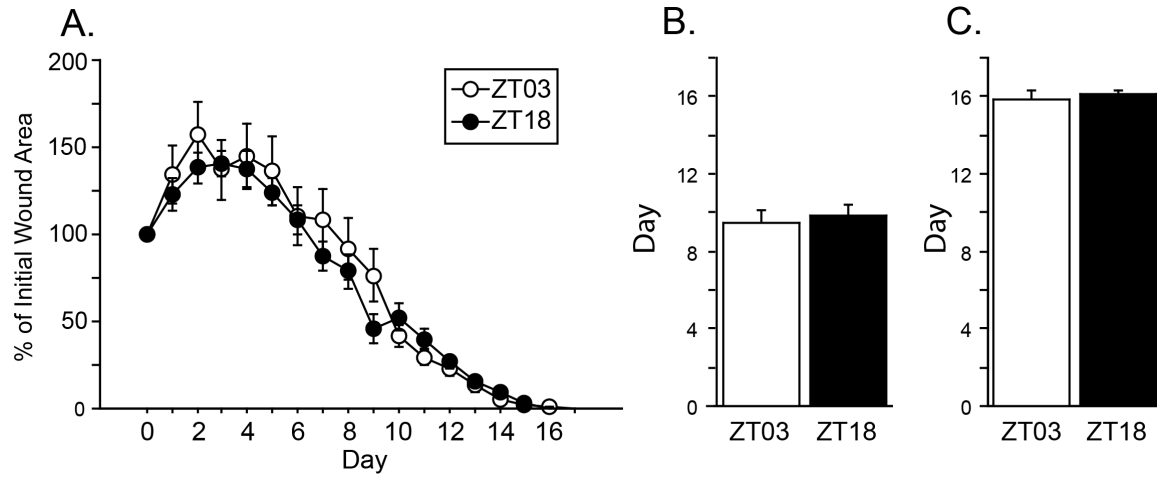 A.
200
150
100
50
0
% of Initial Wound Area
ZT03
ZT18
0 2 4 6 8 10 12 14 16
Day
B.
16
12
8
4
0
Day
ZT03 ZT18
C.
16
12
8
4
0
Day
ZT03 ZT18